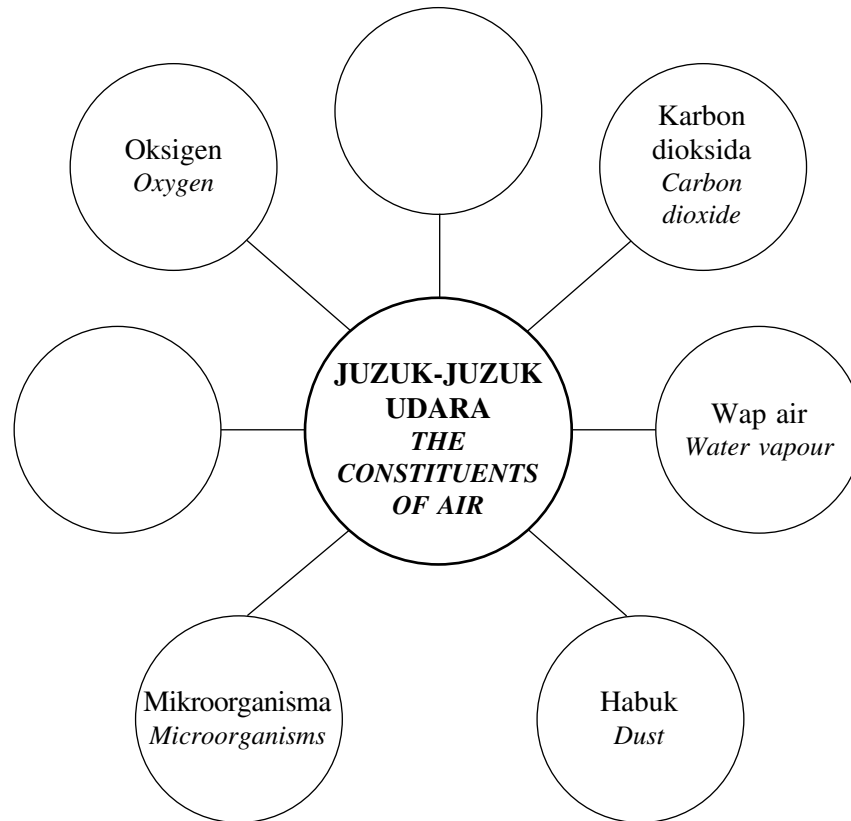 Oksigen
Oxygen
Karbon
dioksida
Carbon
dioxide
JUZUK-JUZUK
UDARA
THE
CONSTITUENTS
OF AIR
Wap air
Water vapour
Mikroorganisma
Microorganisms
Habuk
Dust